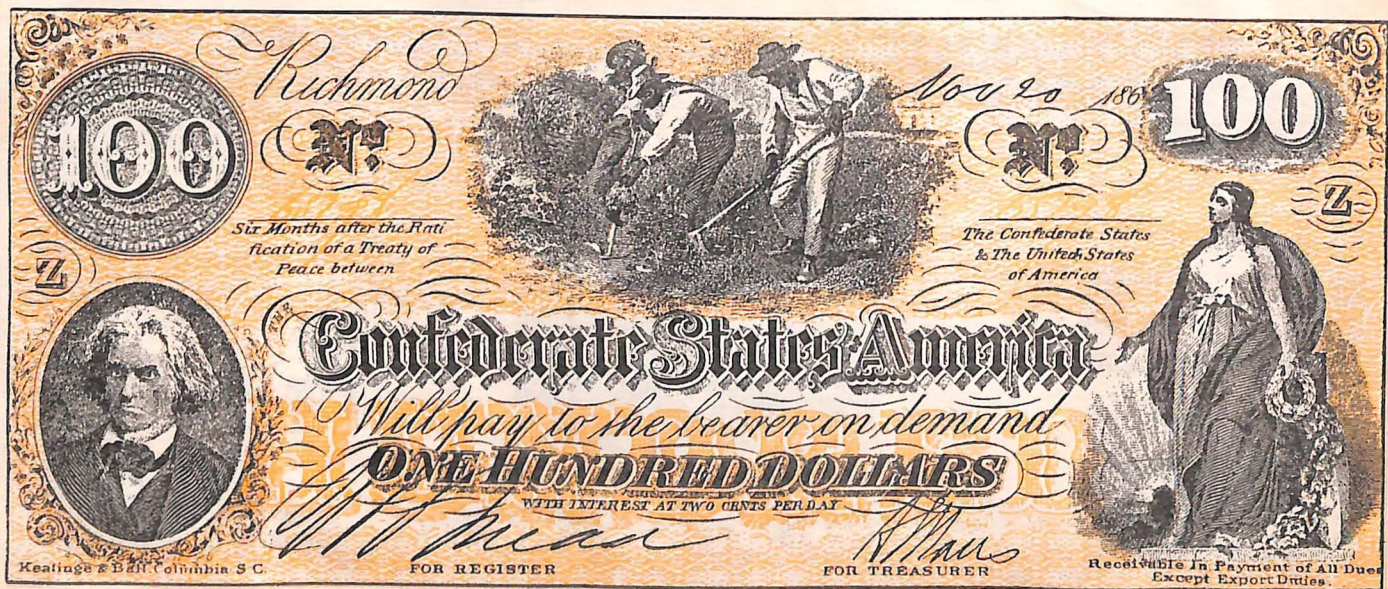 100
Richmond
Nov 20 186
100
No.
No.
Six Months after the Rati
fication of a Treaty of
Peace between
The Confederate States
& The United States
of America
Z
Z
THE
Confederate States America
Will pay to the bearer on demand
ONE HUNDRED DOLLARS
WITH INTEREST AT TWO CENTS PER DAY
Keatinge & Ball. Columbia S C.
FOR REGISTER
FOR TREASURER
Receivable In Payment of All Dues
Except Export Duties.